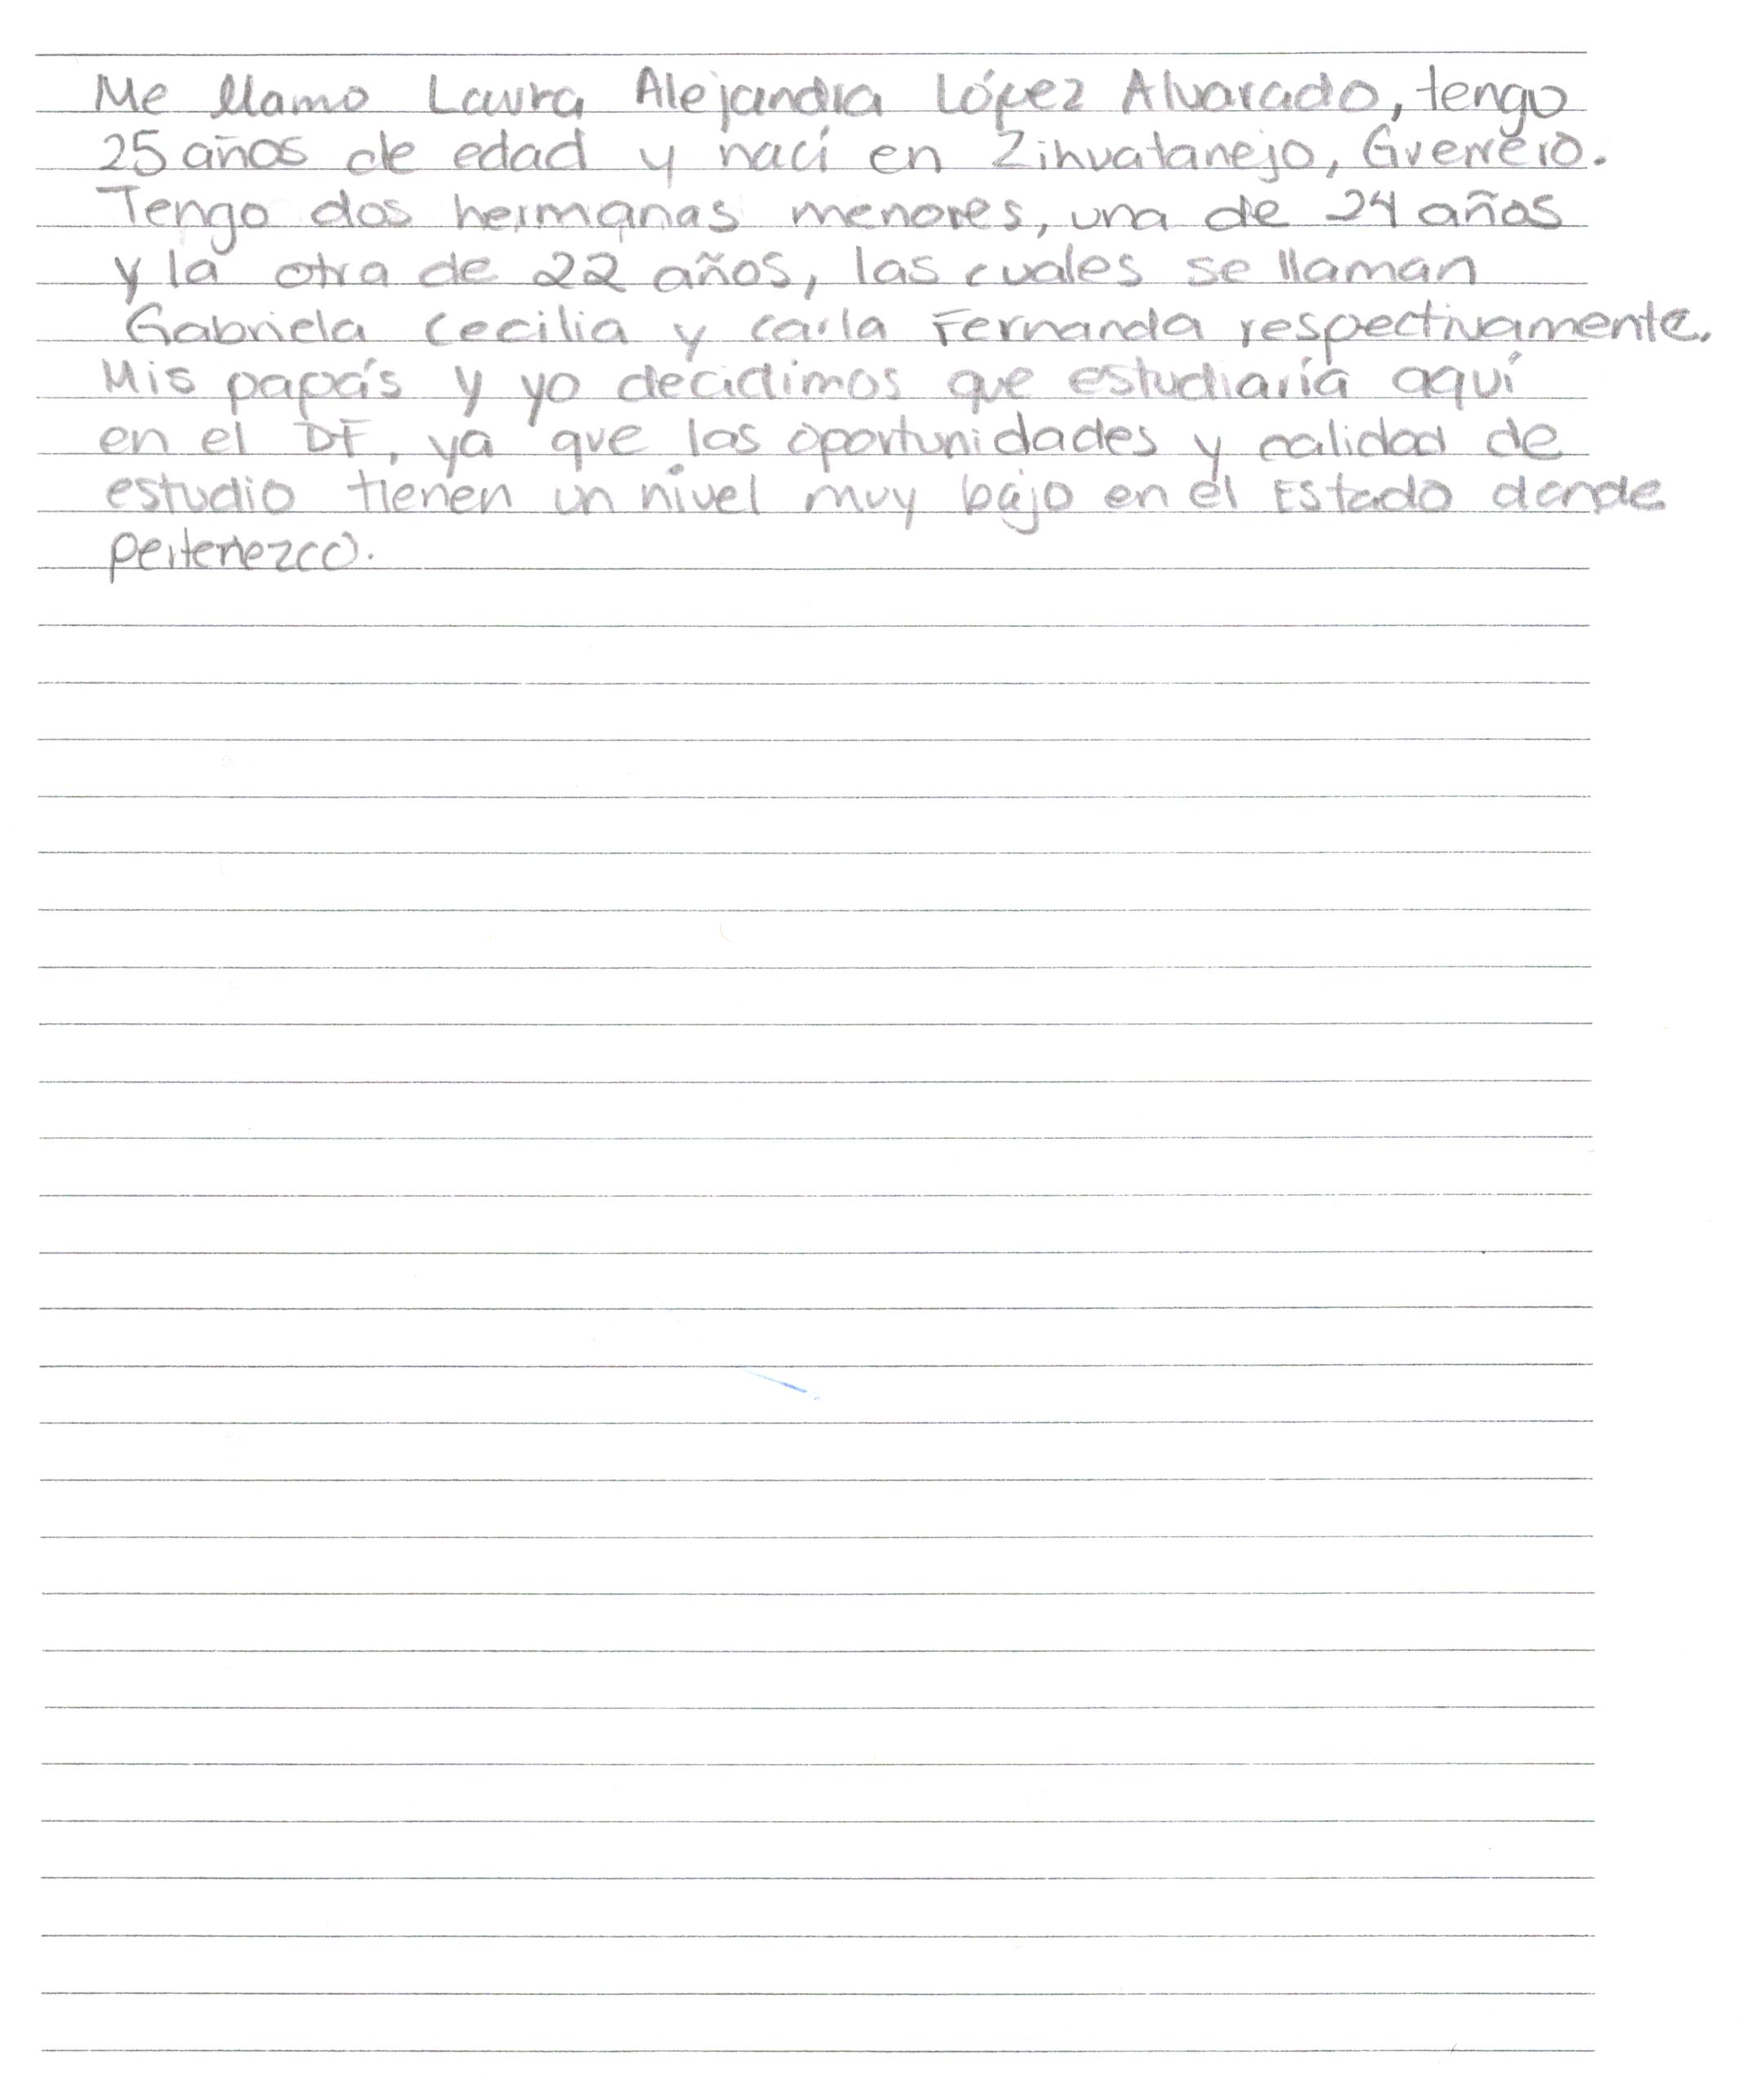 Me llamo Laura Alejandra López Alvarado, tengo
25 años de edad y nací en Zihuatanejo, Guerrero.
Tengo dos hermanas menores, una de 24 años
y la otra de 22 años, las cuales se llaman
Gabriela Cecilia y Carla Fernanda respectivamente.
Mis papás y yo decidimos que estudiaría aquí
en el DF, ya que las oportunidades y calidad de
estudio tienen un nivel muy bajo en el Estado donde
pertenezco.